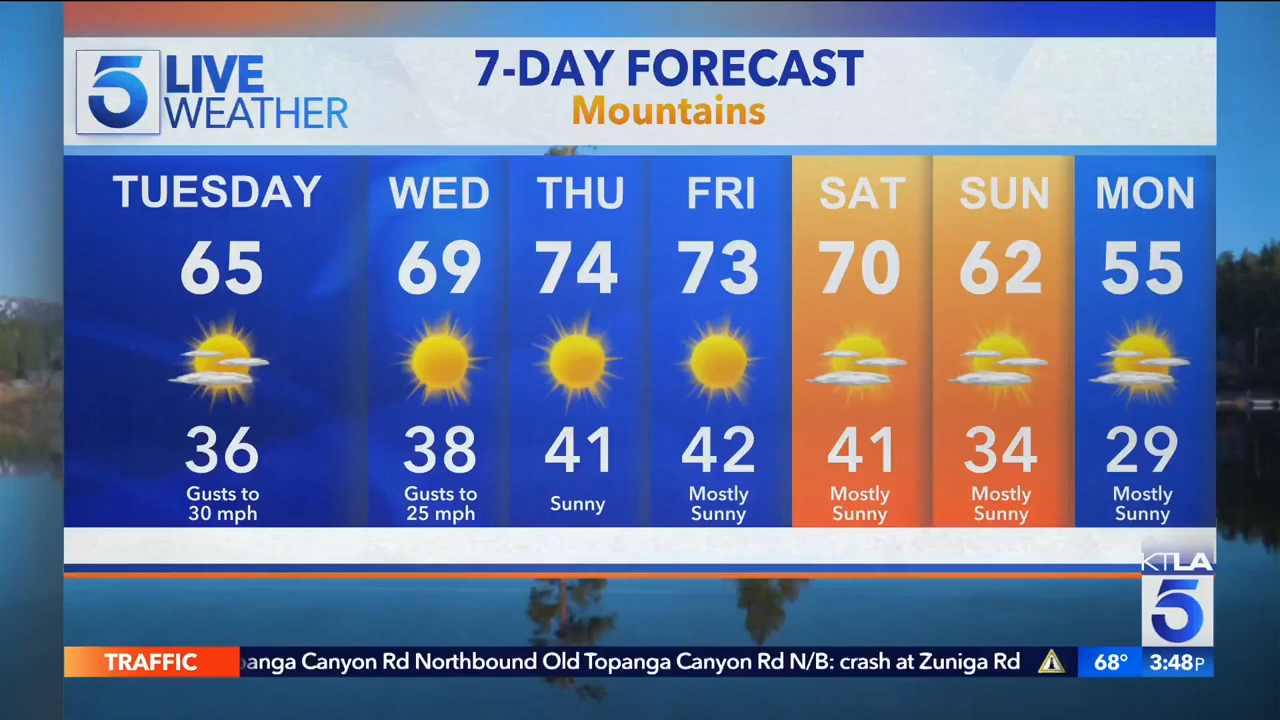 5 LIVE
WEATHER
7-DAY FORECAST
Mountains
TUESDAY
65
36
Gusts to
30 mph
WED
69
38
Gusts to
25 mph
THU
74
41
Sunny
FRI
73
42
Mostly
Sunny
SAT
70
41
Mostly
Sunny
SUN
62
34
Mostly
Sunny
MON
55
29
Mostly
Sunny
KTLA
5
TRAFFIC Canyon Rd Northbound Old Topanga Canyon Rd N/B: crash at Zuniga Rd 68° 3:48P